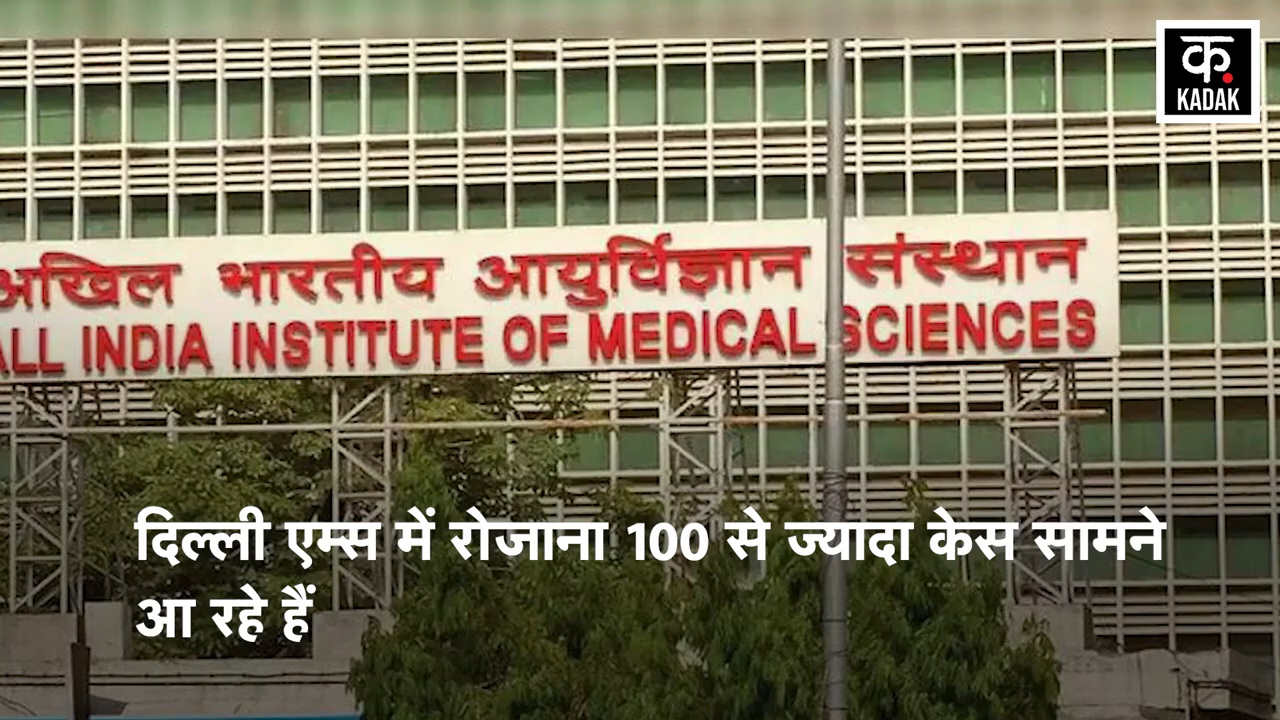 क
KADAK
अखिल भारतीय आयुर्विज्ञान संस्थान
ALL INDIA INSTITUTE OF MEDICAL SCIENCES
दिल्ली एम्स में रोजाना 100 से ज्यादा केस सामने
आ रहे हैं